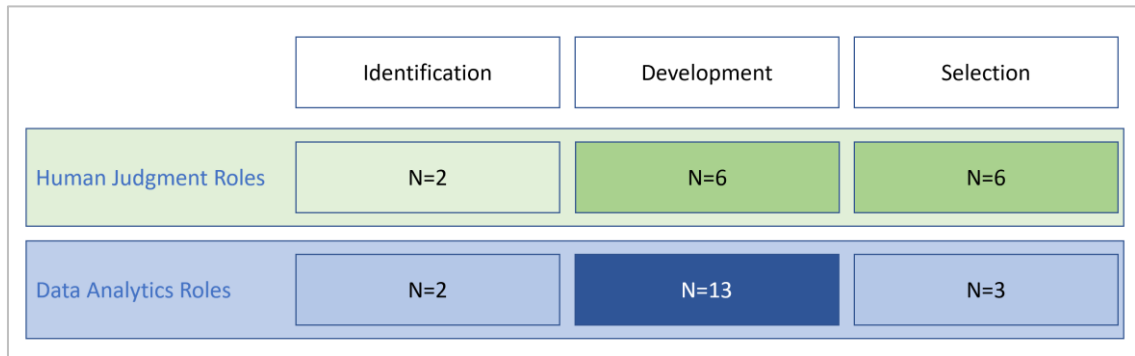 Identification Development Selection
Human Judgment Roles N=2 N=6 N=6
Data Analytics Roles N=2 N=13 N=3